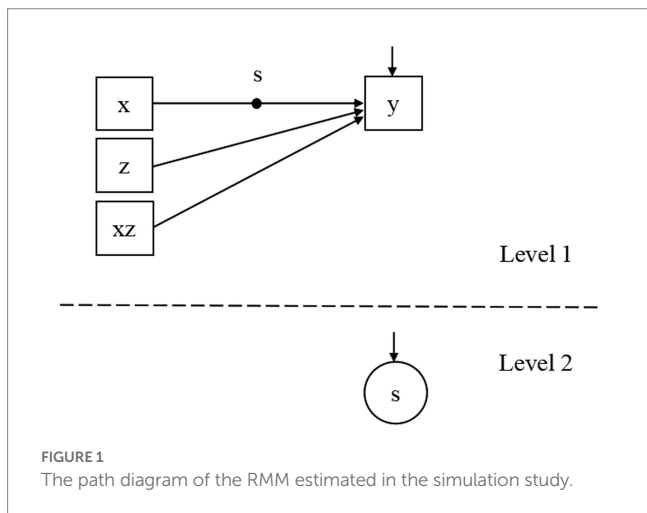 s
x
y
z
xz
Level 1
Level 2
s
FIGURE 1
The path diagram of the RMM estimated in the simulation study.